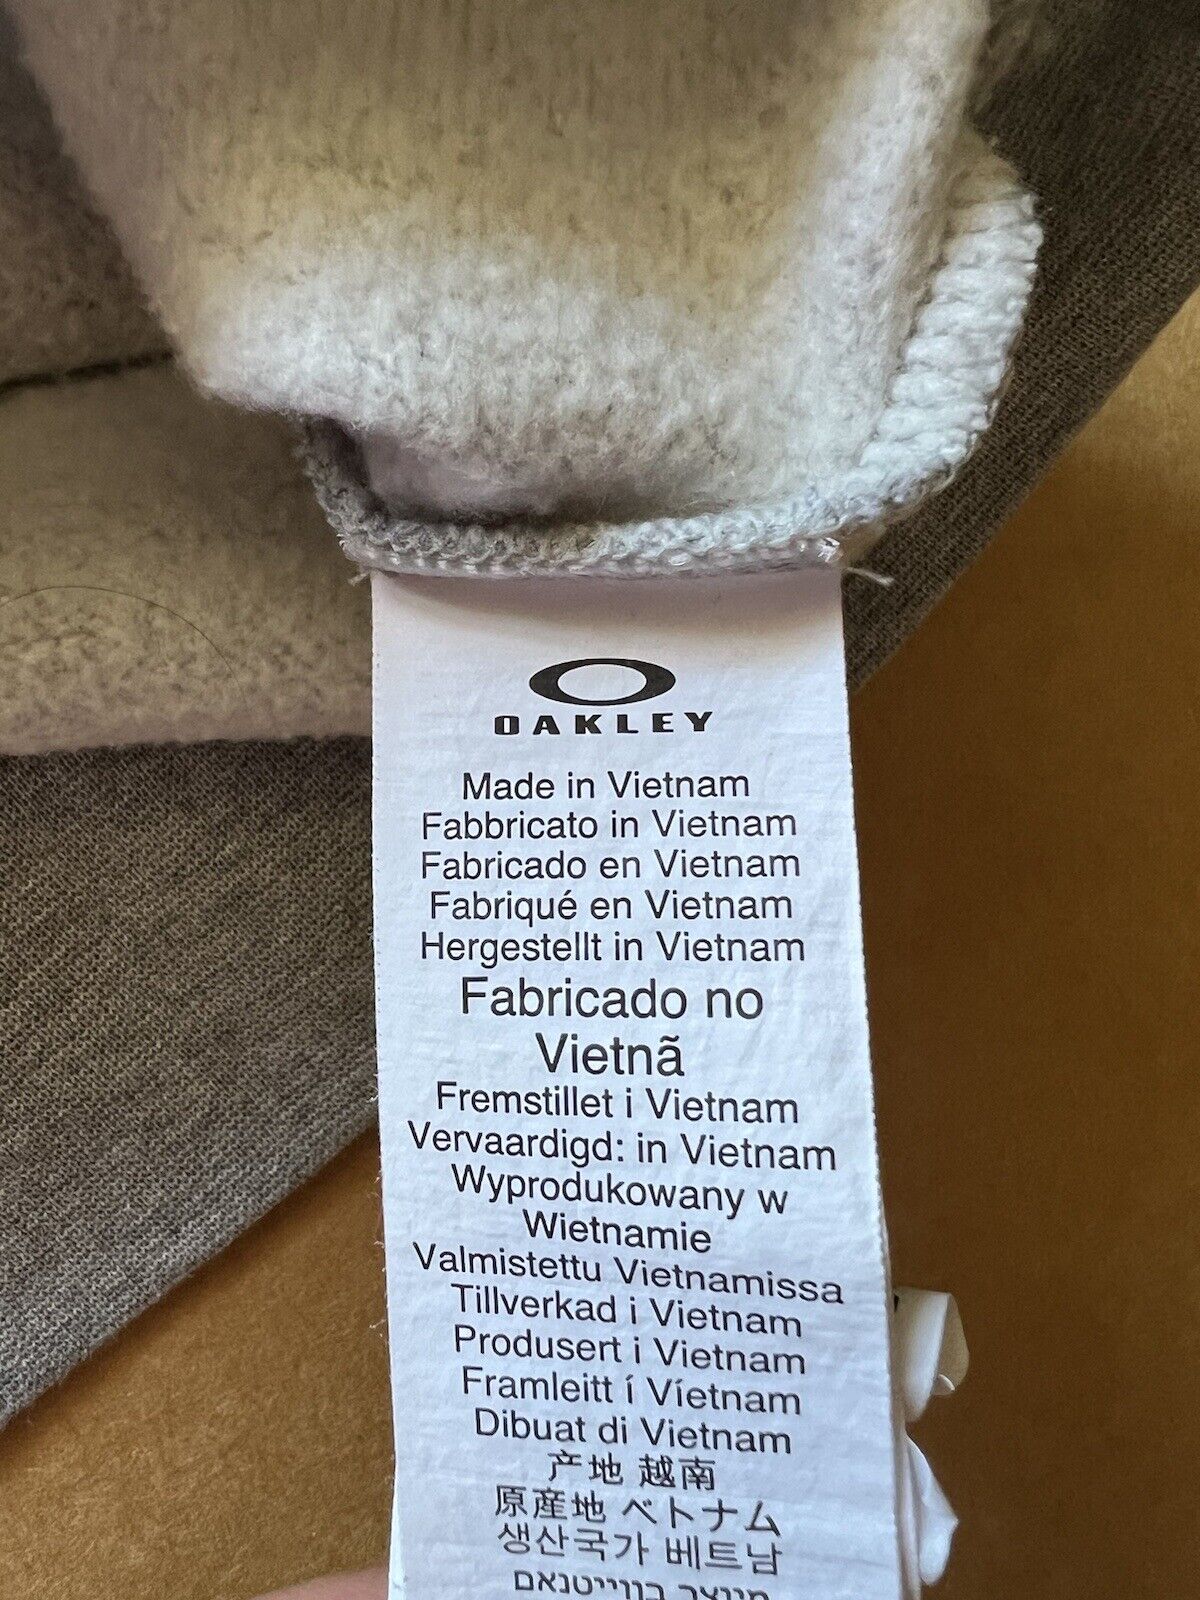 OAKLEY
Made in Vietnam
Fabbricato in Vietnam
Fabricado en Vietnam
Fabriqué en Vietnam
Hergestellt in Vietnam
Fabricado no
Vietnã
Fremstillet i Vietnam
Vervaardigd: in Vietnam
Wyprodukowany w
Wietnamie
Valmistettu Vietnamissa
Tillverkad i Vietnam
Produsert i Vietnam
Framleitt í Víetnam
Dibuat di Vietnam
产地 越南
原産地 ベトナム
생산국가 베트남
מיוצר בווייטנאם